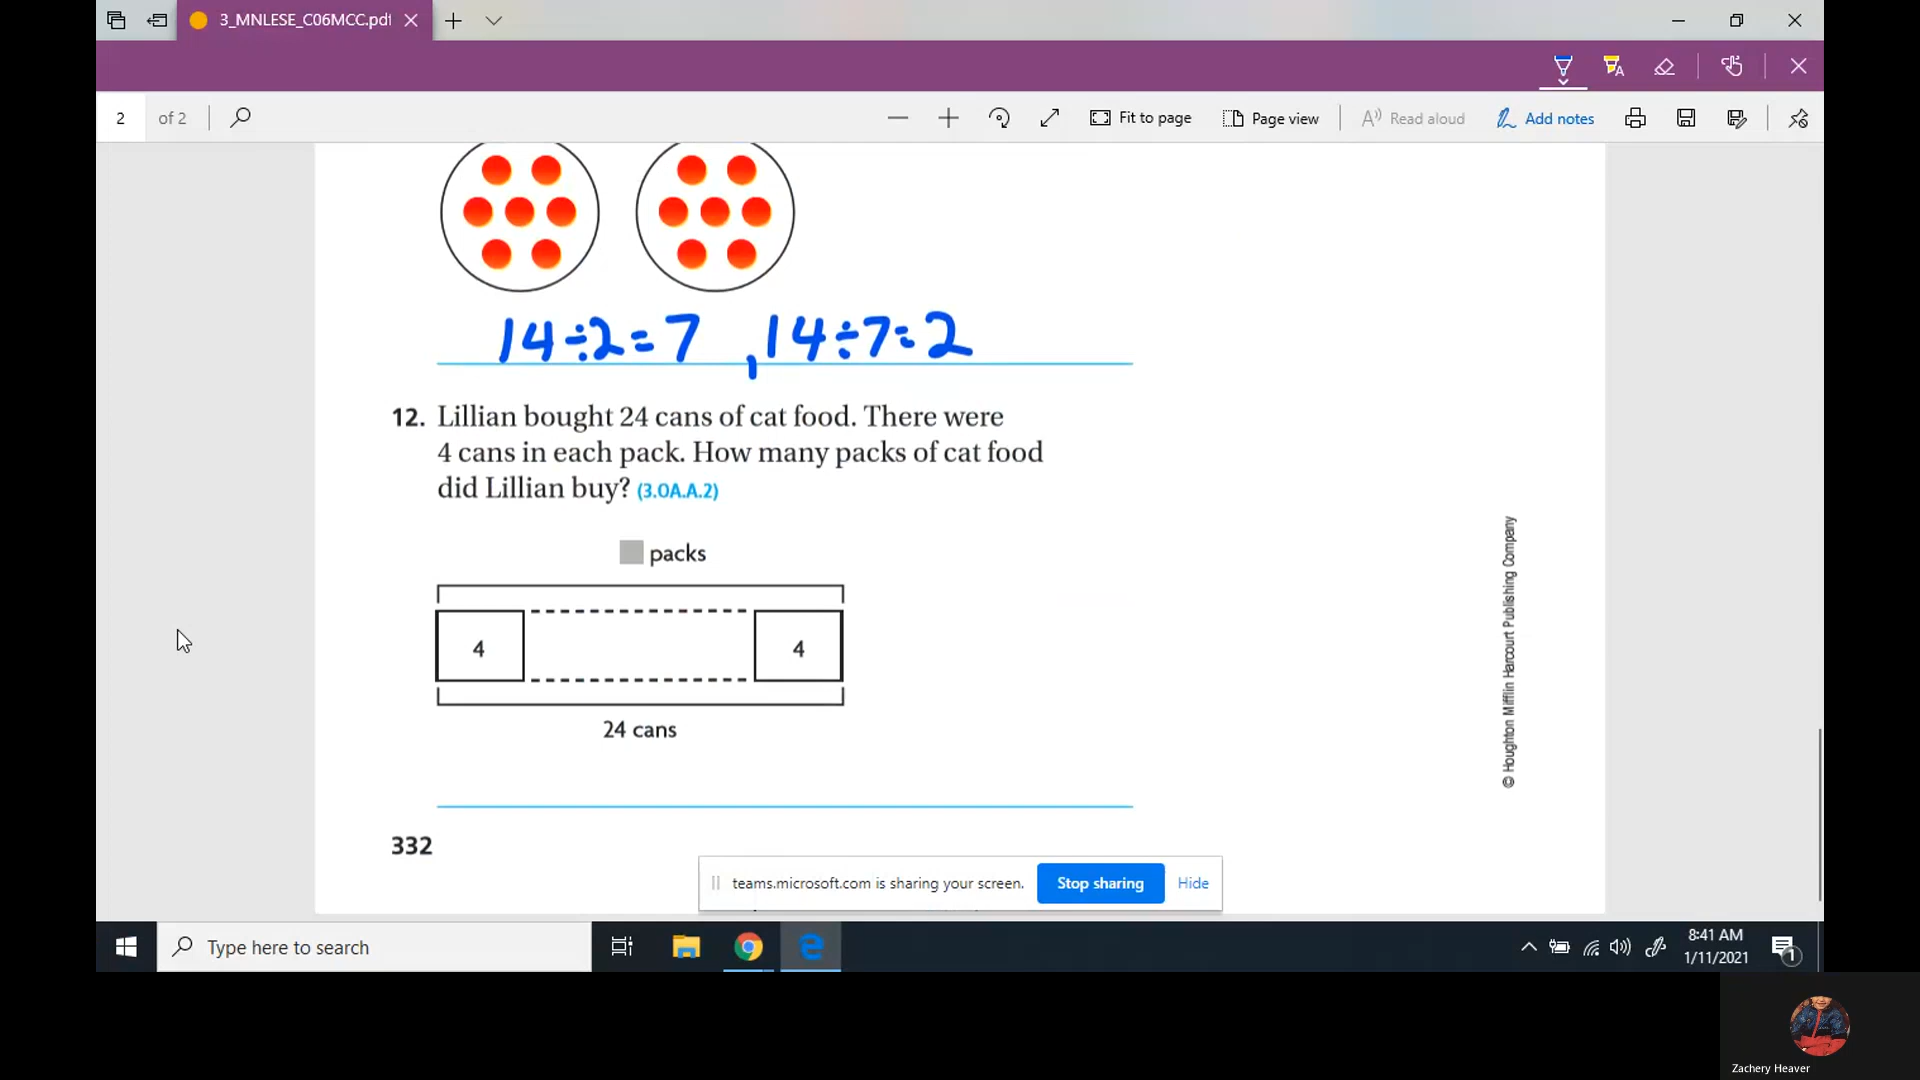 3_MNLESE_C06MCC.pdf
2 of 2
Fit to page
Page view
Read aloud
Add notes
14÷2=7 , 14÷7=2
12. Lillian bought 24 cans of cat food. There were
4 cans in each pack. How many packs of cat food
did Lillian buy? (3.OA.A.2)
packs
4 4
24 cans
© Houghton Mifflin Harcourt Publishing Company
332
teams.microsoft.com is sharing your screen. Stop sharing Hide
Type here to search
8:41 AM
1/11/2021
1
Zachery Heaver